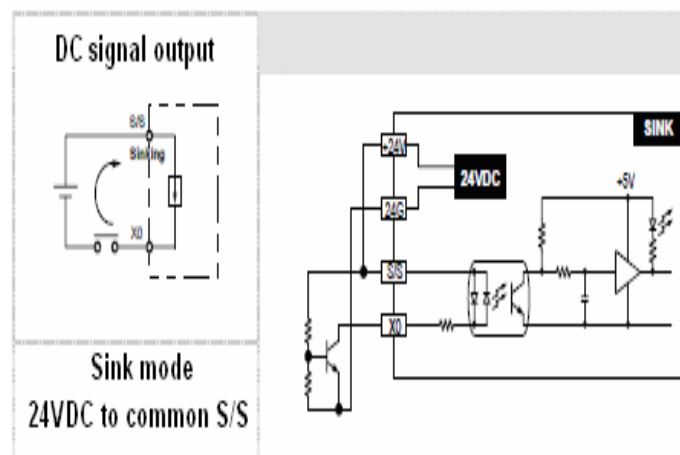 DC signal output
S/S
Sinking
X0
Sink mode
24VDC to common S/S
SINK
+24V
24VDC
24G
+5V
S/S
X0